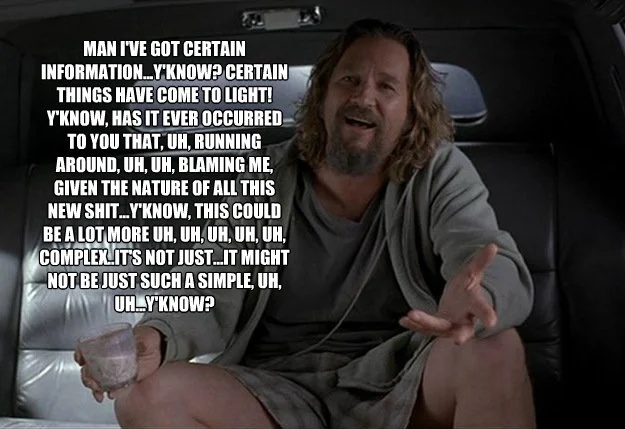 MAN I'VE GOT CERTAIN
INFORMATION...Y'KNOW? CERTAIN
THINGS HAVE COME TO LIGHT!
Y'KNOW, HAS IT EVER OCCURRED
TO YOU THAT, UH, RUNNING
AROUND, UH, UH, BLAMING ME,
GIVEN THE NATURE OF ALL THIS
NEW SHIT...Y'KNOW, THIS COULD
BE A LOT MORE UH, UH, UH, UH, UH,
COMPLEX..IT'S NOT JUST...IT MIGHT
NOT BE JUST SUCH A SIMPLE, UH,
UH...Y'KNOW?